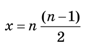 x = n (n-1)/2